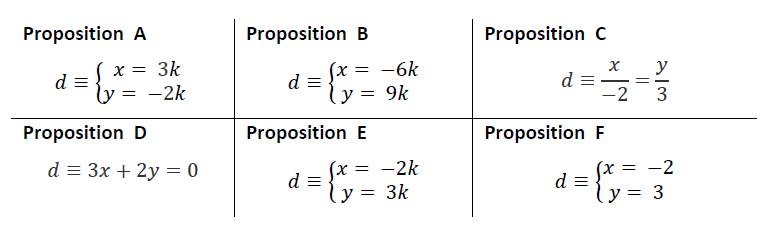 Proposition A
d ≡ { x = 3k
y = −2k
Proposition B
d ≡ { x = −6k
y = 9k
Proposition C
d ≡ x/−2 = y/3
Proposition D
d ≡ 3x + 2y = 0
Proposition E
d ≡ { x = −2k
y = 3k
Proposition F
d ≡ { x = −2
y = 3